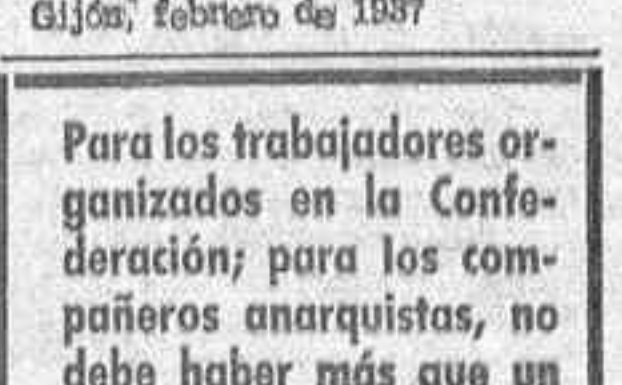 Gijón, febrero de 1937
Para los trabajadores or-
ganizados en la Confe-
deración; para los com-
pañeros anarquistas, no
debe haber más que un